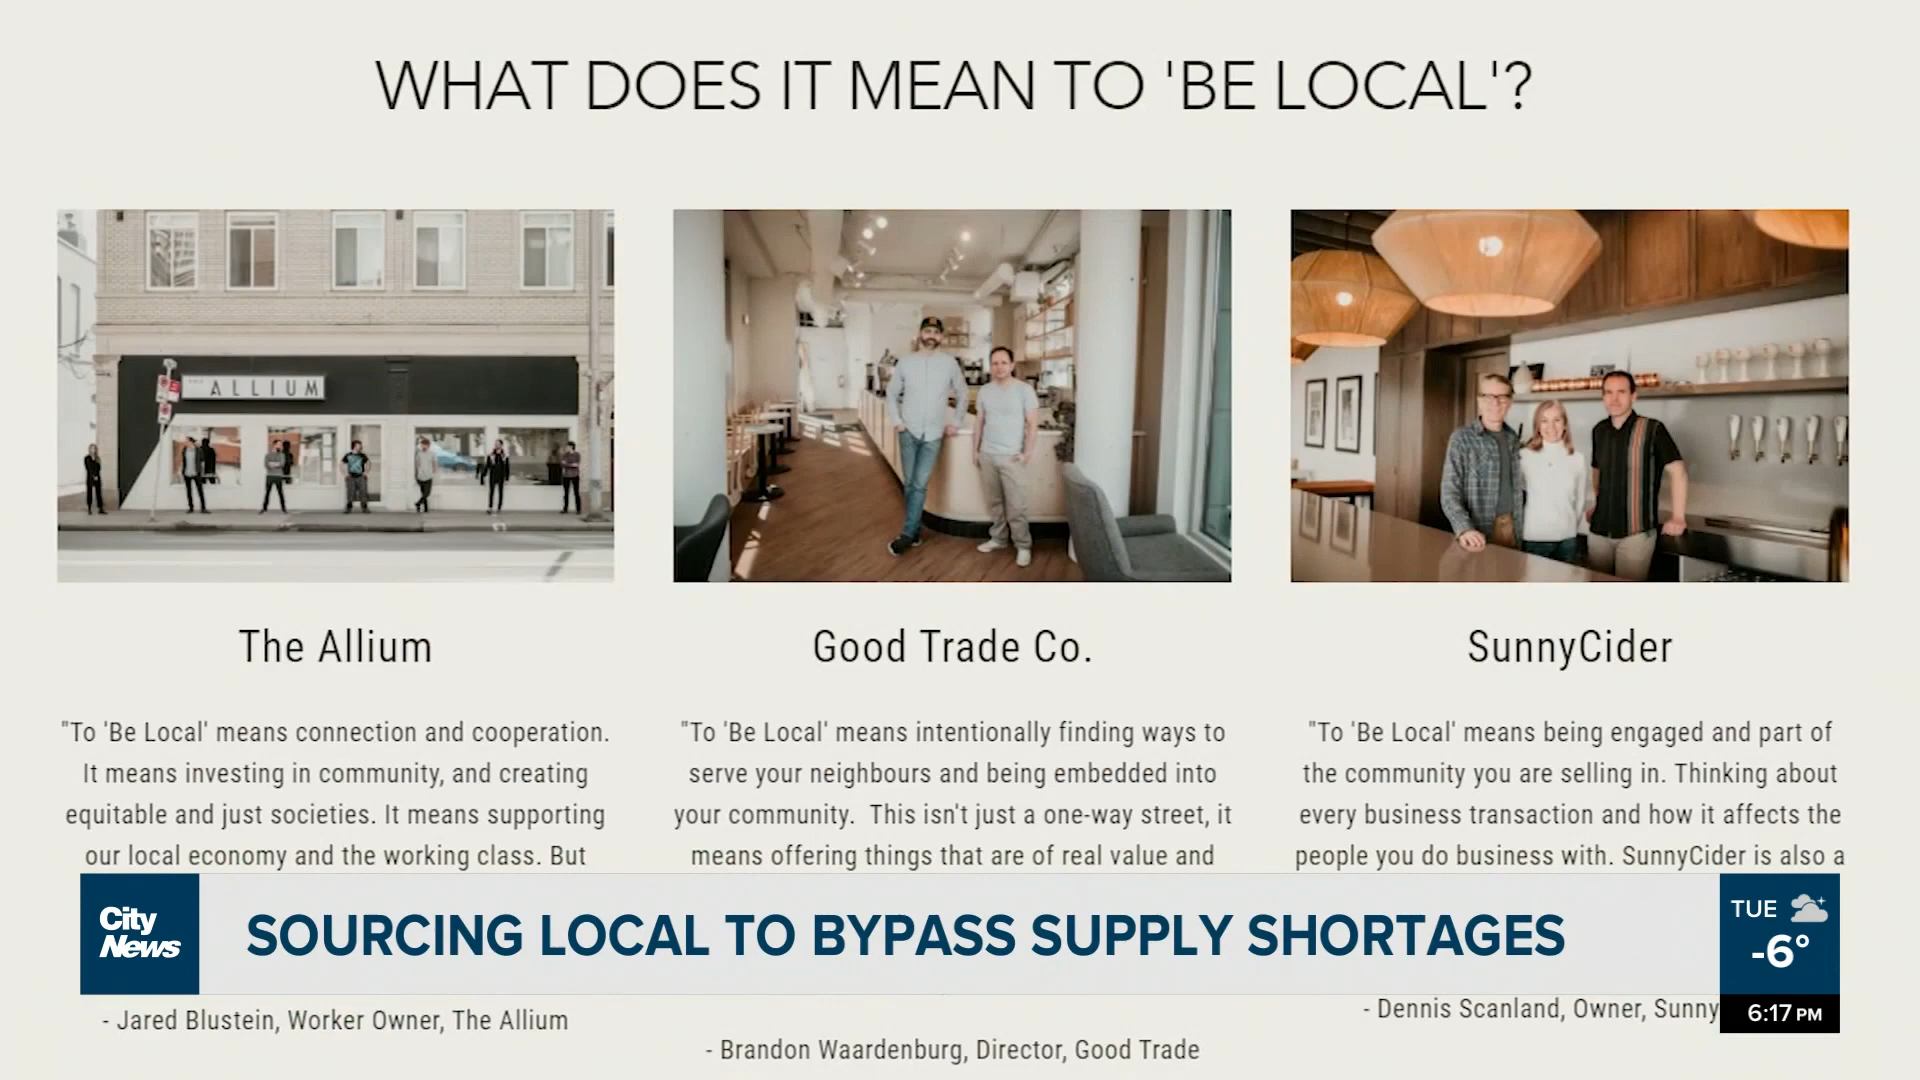 WHAT DOES IT MEAN TO 'BE LOCAL'?
THE ALLIUM
The Allium
"To 'Be Local' means connection and cooperation.
It means investing in community, and creating
equitable and just societies. It means supporting
our local economy and the working class. But
- Jared Blustein, Worker Owner, The Allium
Good Trade Co.
"To 'Be Local' means intentionally finding ways to
serve your neighbours and being embedded into
your community.  This isn't just a one-way street, it
means offering things that are of real value and
- Brandon Waardenburg, Director, Good Trade
SunnyCider
"To 'Be Local' means being engaged and part of
the community you are selling in. Thinking about
every business transaction and how it affects the
people you do business with. SunnyCider is also a
- Dennis Scanland, Owner, Sunny
City
News
SOURCING LOCAL TO BYPASS SUPPLY SHORTAGES
TUE
-6°
6:17 PM